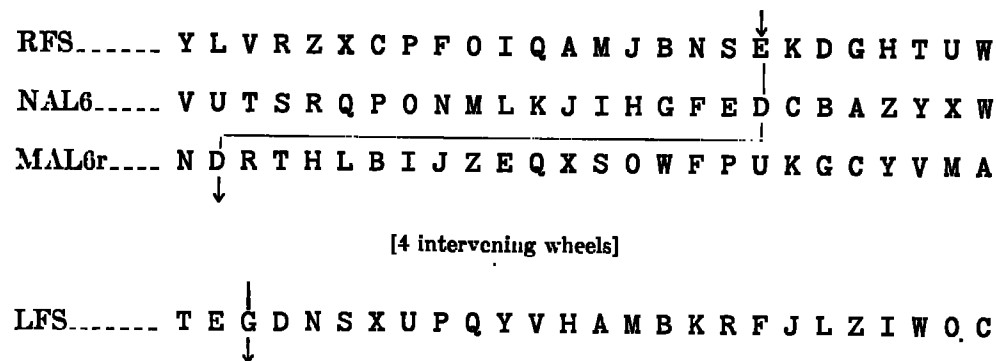 RFS...... Y L V R Z X C P F O I Q A M J B N S E K D G H T U W
NAL6..... V U T S R Q P O N M L K J I H G F E D C B A Z Y X W
MAL6r.... N D R T H L B I J Z E Q X S O W F P U K G C Y V M A
[4 intervening wheels]
LFS....... T E G D N S X U P Q Y V H A M B K R F J L Z I W O C